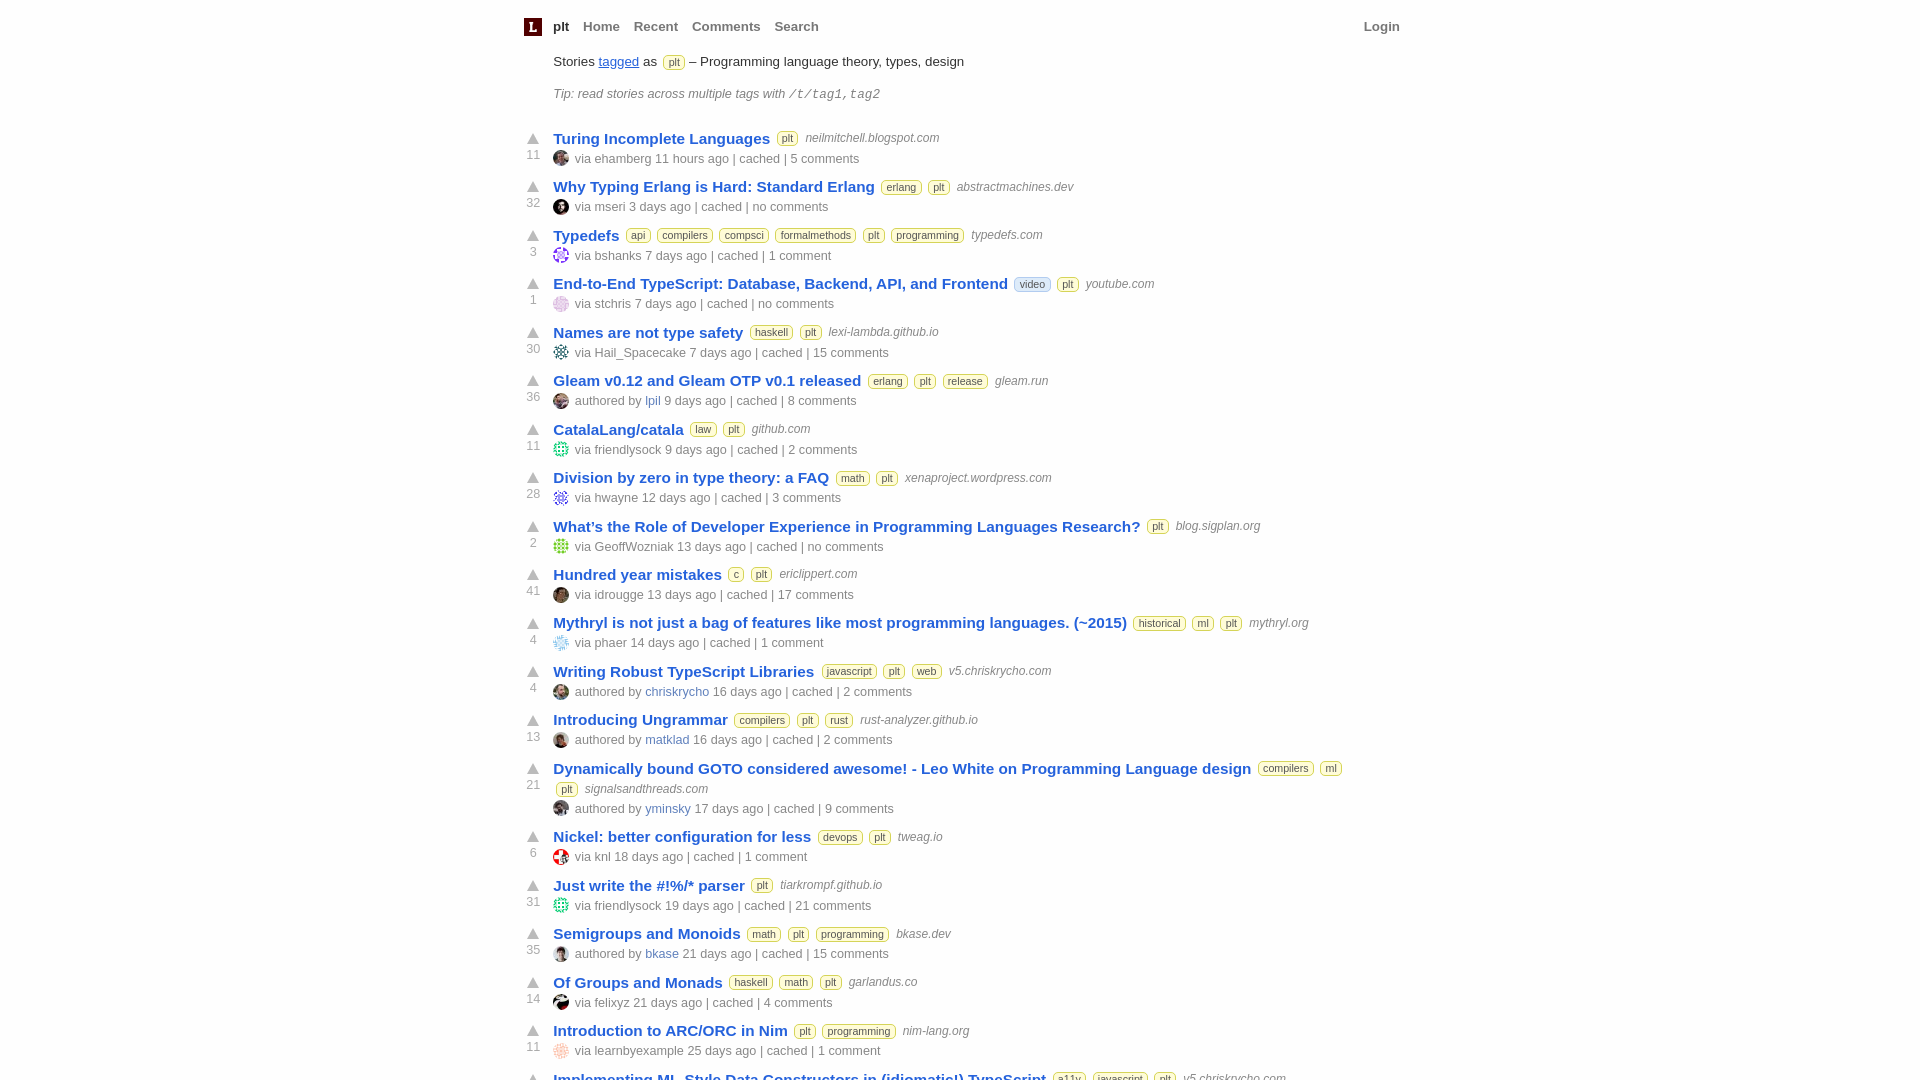 L plt Home Recent Comments Search Login
Stories tagged as plt – Programming language theory, types, design
Tip: read stories across multiple tags with /t/tag1,tag2
Turing Incomplete Languages plt neilmitchell.blogspot.com
11 via ehamberg 11 hours ago | cached | 5 comments
Why Typing Erlang is Hard: Standard Erlang erlang plt abstractmachines.dev
32 via mseri 3 days ago | cached | no comments
Typedefs api compilers compsci formalmethods plt programming typedefs.com
3 via bshanks 7 days ago | cached | 1 comment
End-to-End TypeScript: Database, Backend, API, and Frontend video plt youtube.com
1 via stchris 7 days ago | cached | no comments
Names are not type safety haskell plt lexi-lambda.github.io
30 via Hail_Spacecake 7 days ago | cached | 15 comments
Gleam v0.12 and Gleam OTP v0.1 released erlang plt release gleam.run
36 authored by lpil 9 days ago | cached | 8 comments
CatalaLang/catala law plt github.com
11 via friendlysock 9 days ago | cached | 2 comments
Division by zero in type theory: a FAQ math plt xenaproject.wordpress.com
28 via hwayne 12 days ago | cached | 3 comments
What’s the Role of Developer Experience in Programming Languages Research? plt blog.sigplan.org
2 via GeoffWozniak 13 days ago | cached | no comments
Hundred year mistakes c plt ericlippert.com
41 via idrougge 13 days ago | cached | 17 comments
Mythryl is not just a bag of features like most programming languages. (~2015) historical ml plt mythryl.org
4 via phaer 14 days ago | cached | 1 comment
Writing Robust TypeScript Libraries javascript plt web v5.chriskrycho.com
4 authored by chriskrycho 16 days ago | cached | 2 comments
Introducing Ungrammar compilers plt rust rust-analyzer.github.io
13 authored by matklad 16 days ago | cached | 2 comments
Dynamically bound GOTO considered awesome! - Leo White on Programming Language design compilers ml
21 plt signalsandthreads.com
authored by yminsky 17 days ago | cached | 9 comments
Nickel: better configuration for less devops plt tweag.io
6 via knl 18 days ago | cached | 1 comment
Just write the #!%/* parser plt tiarkrompf.github.io
31 via friendlysock 19 days ago | cached | 21 comments
Semigroups and Monoids math plt programming bkase.dev
35 authored by bkase 21 days ago | cached | 15 comments
Of Groups and Monads haskell math plt garlandus.co
14 via felixyz 21 days ago | cached | 4 comments
Introduction to ARC/ORC in Nim plt programming nim-lang.org
11 via learnbyexample 25 days ago | cached | 1 comment
Implementing ML-Style Data Constructors in (idiomatic!) TypeScript a11y javascript plt v5.chriskrycho.com